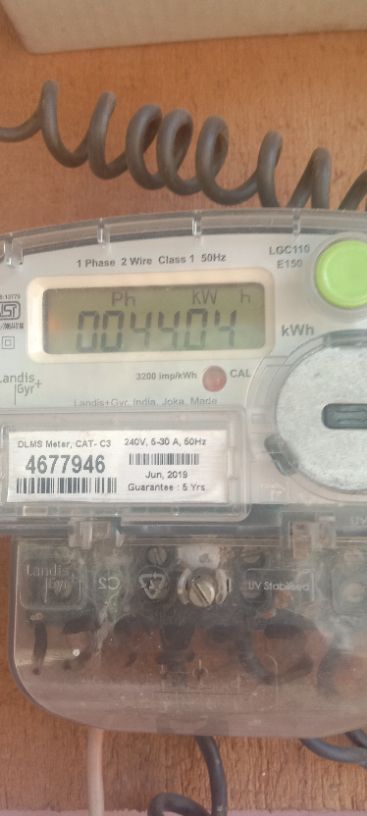 1 Phase 2 Wire Class 1 50Hz
LGC110
E150
Ph kW h
004404
kWh
3200 imp/kWh CAL
Landis
Gyr+
Landis+Gyr, India, Joka, Made
DLMS Meter, CAT- C3 240V, 5-30 A, 50Hz
4677946
Jun, 2019
Guarantee : 5 Yrs.
Landis
Gyr+
C2
UV Stabilised